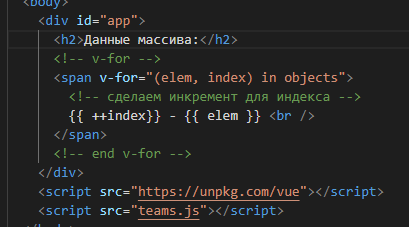 <body>
<div id="app">
<h2>Данные массива:</h2>
<!-- v-for -->
<span v-for="(elem, index) in objects">
<!-- сделаем инкремент для индекса -->
{{ ++index}} - {{ elem }} <br />
</span>
<!-- end v-for -->
</div>
<script src="https://unpkg.com/vue"></script>
<script src="teams.js"></script>